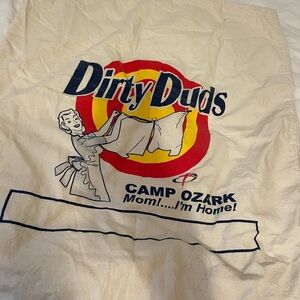 Dirty Duds
CAMP OZARK
Mom!....I'm Home!